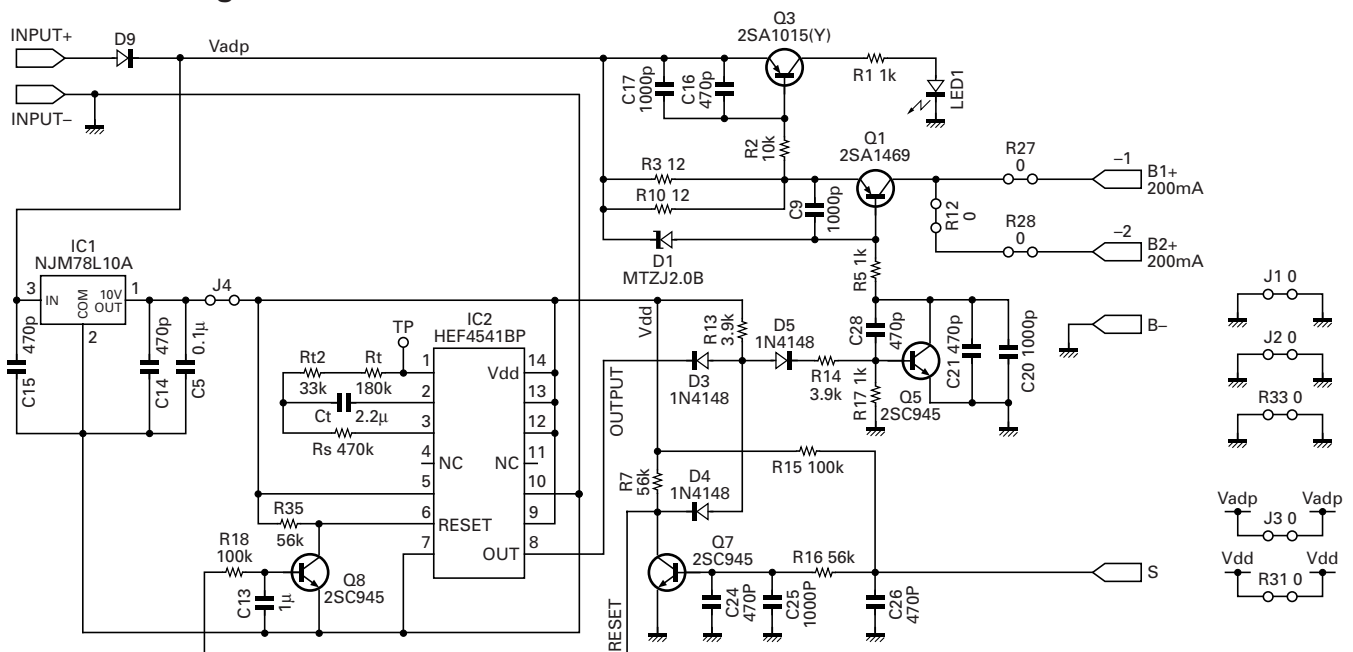 INPUT+
D9
Vadp
Q3
2SA1015(Y)
C17
1000p
C16
470p
R1 1k
LED1
INPUT–
R2
10k
Q1
2SA1469
R3 12
R10 12
C9
1000p
R27
0
–1
B1+
200mA
R12
0
R28
0
–2
B2+
200mA
D1
MTZJ2.0B
R5 1k
IC1
NJM78L10A
3
IN
COM
10V
OUT
1
2
J4
C15
470p
C14
470p
C5
0.1µ
TP
IC2
HEF4541BP
Rt2
33k
Rt
180k
Ct
2.2µ
Rs 470k
1
2
3
4
NC
5
6
RESET
7
14
Vdd
13
12
11
NC
10
9
8
OUT
Vdd
R13
3.9k
OUTPUT
D3
1N4148
D5
1N4148
R14
3.9k
C28
470p
R17 1k
Q5
2SC945
C21 470p
C20 1000p
B–
J1 0
J2 0
R33 0
R15 100k
R7
56k
D4
1N4148
R35
56k
R18
100k
C13
1µ
Q8
2SC945
RESET
Q7
2SC945
R16 56k
C24
470P
C25
1000P
C26
470P
S
Vadp
Vadp
J3 0
Vdd
Vdd
R31 0